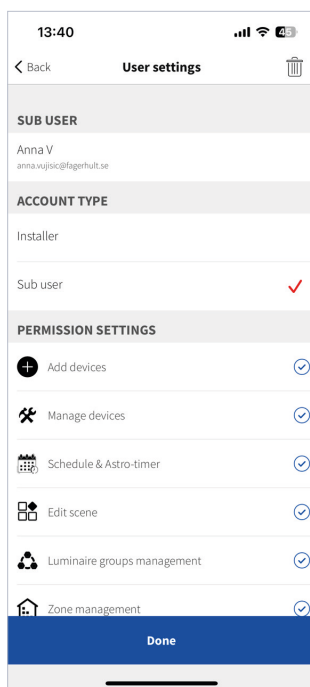 13:40
45
Back
User settings
SUB USER
Anna V
anna.vujisic@fagerhult.se
ACCOUNT TYPE
Installer
Sub user
PERMISSION SETTINGS
Add devices
Manage devices
Schedule & Astro-timer
Edit scene
Luminaire groups management
Zone management
Done